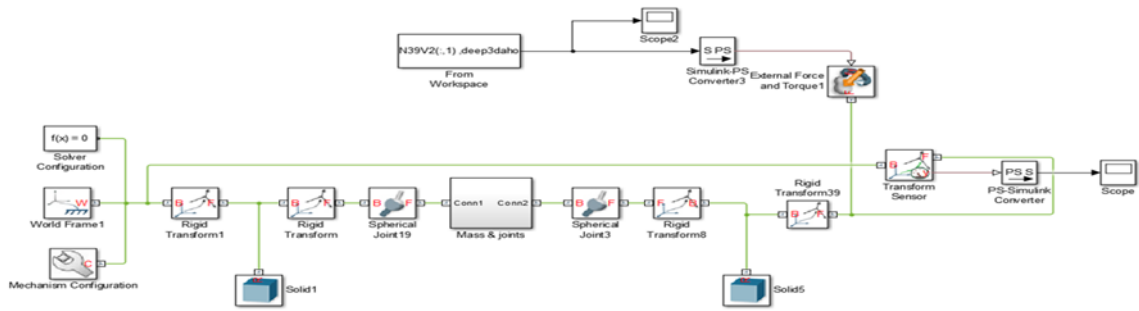 Scope2
N39V2(:,1) ,deep3daho
From
Workspace
S PS
Simulink-PS
Converter3
External Force
and Torque1
f(x) = 0
Solver
Configuration
W
World Frame1
C
Mechanism Configuration
B F
Rigid
Transform1
B F
Rigid
Transform
B F
Spherical
Joint19
Conn1 Conn2
Mass & joints
B F
Spherical
Joint3
F B
Rigid
Transform8
Rigid
Transform39
B F
B F
Transform
Sensor
PS S
PS-Simulink
Converter
Scope
Solid1
Solid5